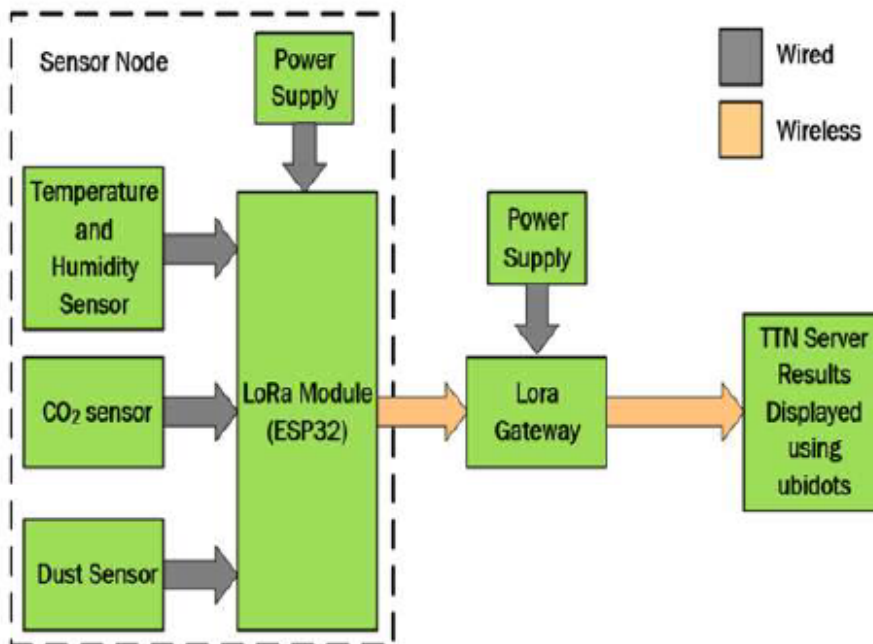 Sensor Node
Power
Supply
Wired
Wireless
Temperature
and
Humidity
Sensor
Power
Supply
CO₂ sensor
LoRa Module
(ESP32)
Lora
Gateway
TTN Server
Results
Displayed
using
ubidots
Dust Sensor